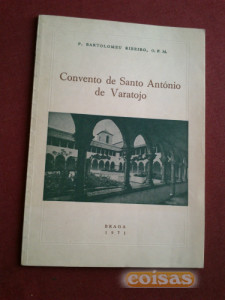 P. BARTOLOMEU RIBEIRO, O. F. M.
Convento de Santo António
de Varatojo
BRAGA
1971
coisas